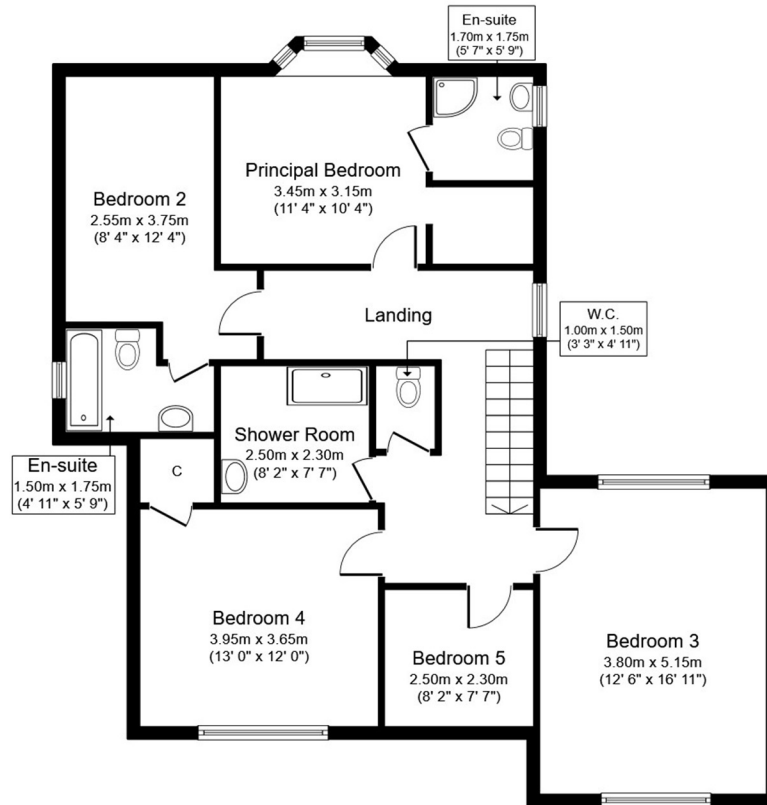 En-suite
1.70m x 1.75m
(5' 7" x 5' 9")
Principal Bedroom
3.45m x 3.15m
(11' 4" x 10' 4")
Bedroom 2
2.55m x 3.75m
(8' 4" x 12' 4")
Landing
W.C.
1.00m x 1.50m
(3' 3" x 4' 11")
Shower Room
2.50m x 2.30m
(8' 2" x 7' 7")
En-suite
1.50m x 1.75m
(4' 11" x 5' 9")
C
Bedroom 4
3.95m x 3.65m
(13' 0" x 12' 0")
Bedroom 5
2.50m x 2.30m
(8' 2" x 7' 7")
Bedroom 3
3.80m x 5.15m
(12' 6" x 16' 11")